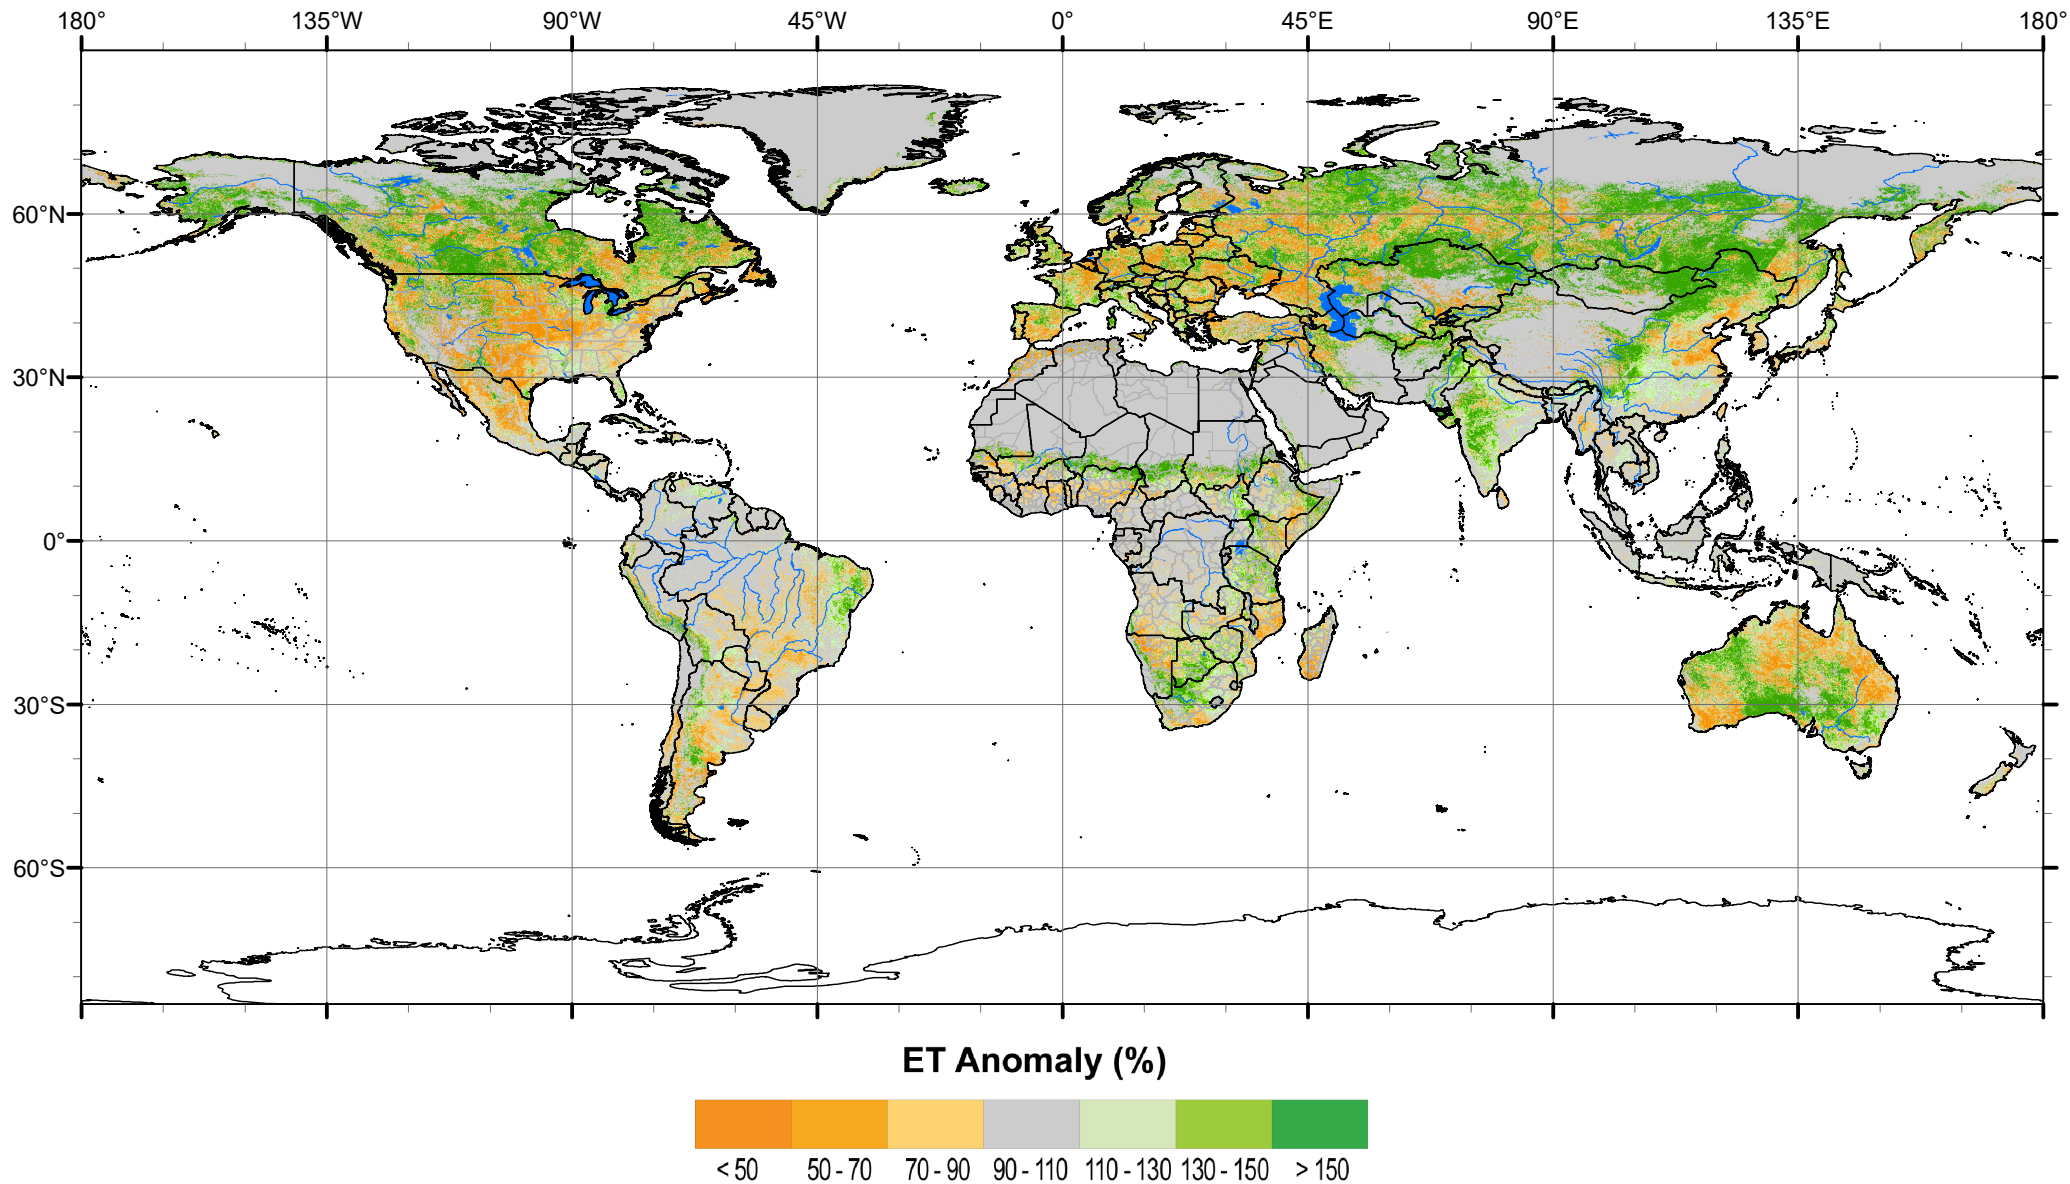 180° 135°W 90°W 45°W 0° 45°E 90°E 135°E 180°
60°N
30°N
0°
30°S
60°S
ET Anomaly (%)
< 50 50 - 70 70 - 90 90 - 110 110 - 130 130 - 150 > 150